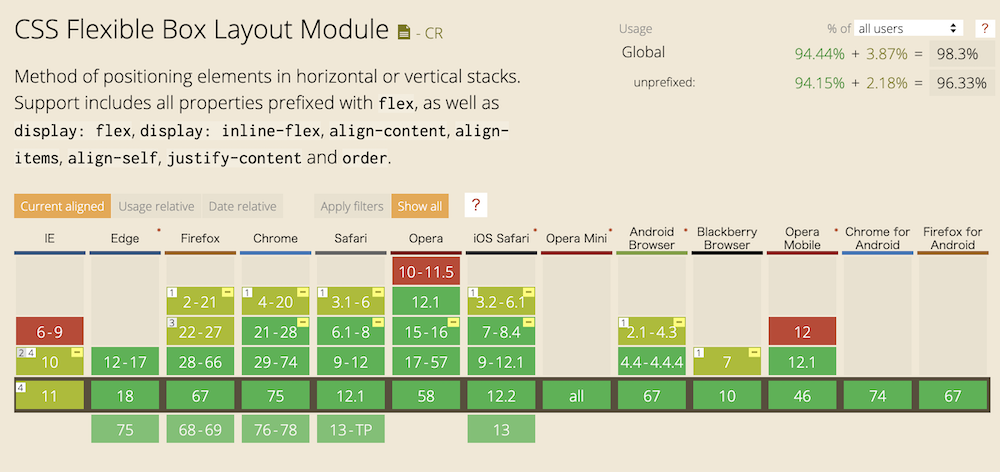 CSS Flexible Box Layout Module - CR
Usage % of all users ?
Global 94.44% + 3.87% = 98.3%
unprefixed: 94.15% + 2.18% = 96.33%
Method of positioning elements in horizontal or vertical stacks.
Support includes all properties prefixed with flex, as well as
display: flex, display: inline-flex, align-content, align-
items, align-self, justify-content and order.
Current aligned Usage relative Date relative Apply filters Show all ?
IE Edge * Firefox Chrome Safari Opera iOS Safari * Opera Mini * Android Browser * Blackberry Browser Opera Mobile * Chrome for Android Firefox for Android
10-11.5
1 2-21 1 4-20 1 3.1-6 12.1 1 3.2-6.1
6-9 3 22-27 21-28 6.1-8 15-16 7-8.4 1 2.1-4.3 12
2 4 10 12-17 28-66 29-74 9-12 17-57 9-12.1 4.4-4.4.4 1 7 12.1
4 11 18 67 75 12.1 58 12.2 all 67 10 46 74 67
75 68-69 76-78 13-TP 13